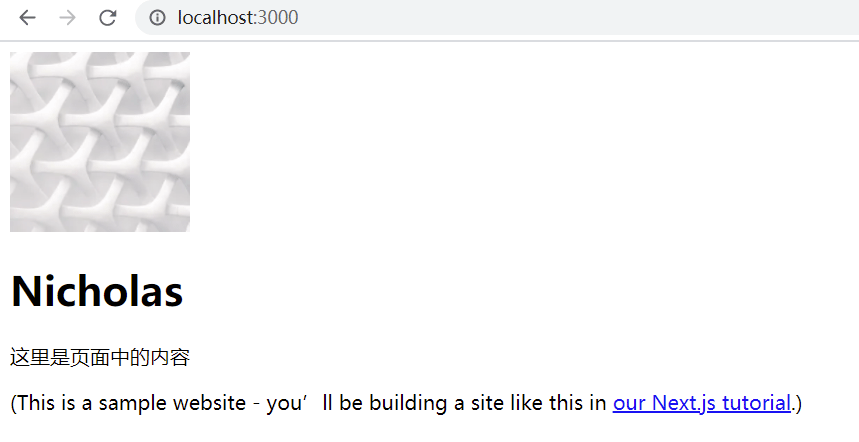 localhost:3000
Nicholas
这里是页面中的内容
(This is a sample website - you’ll be building a site like this in our Next.js tutorial.)